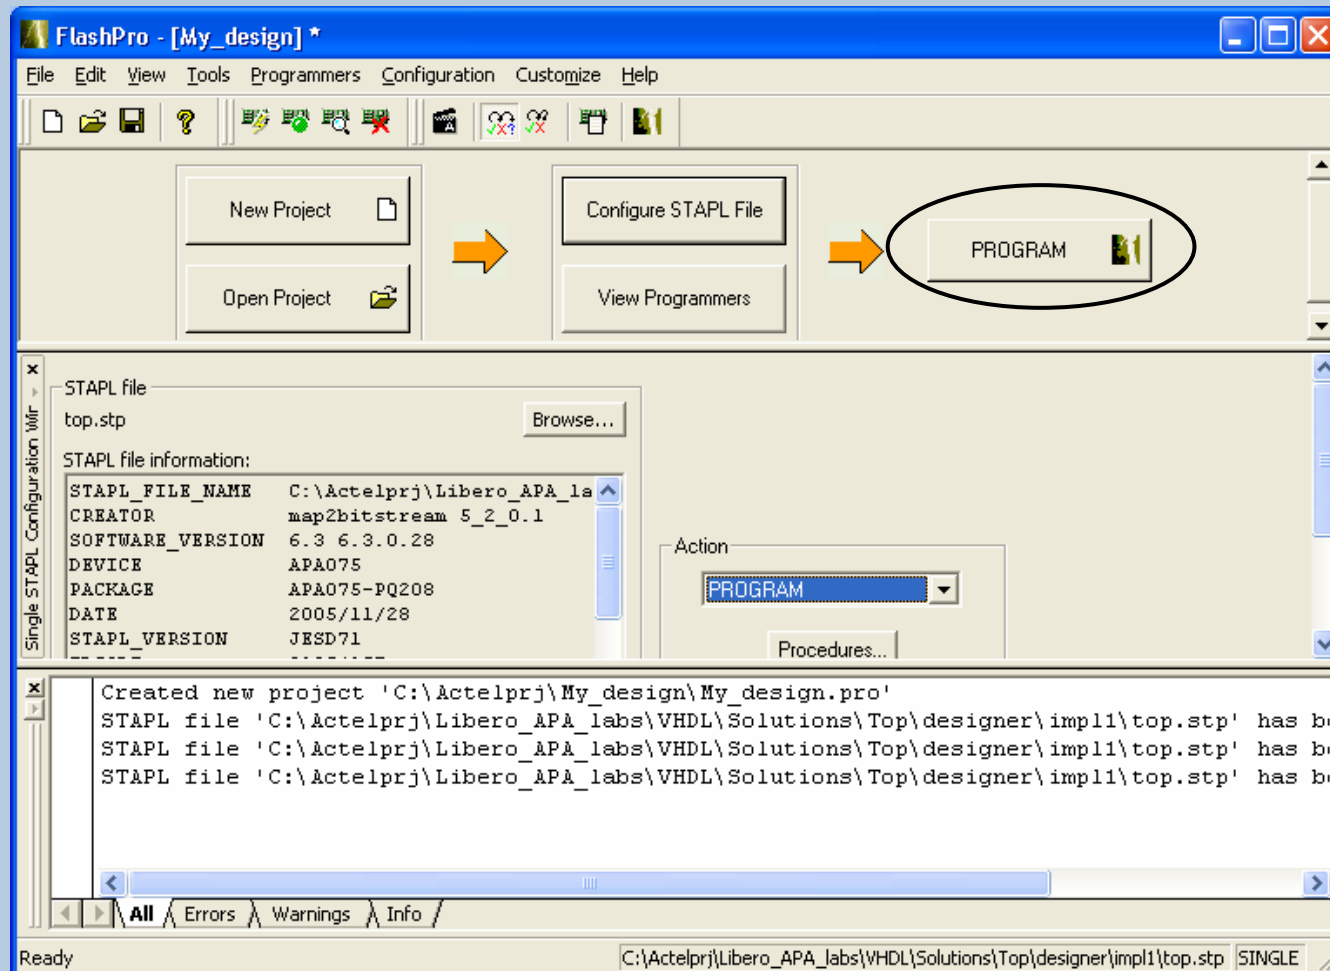 FlashPro - [My_design] *
File Edit View Tools Programmers Configuration Customize Help
New Project
Open Project
Configure STAPL File
View Programmers
PROGRAM
Single STAPL Configuration Wir
STAPL file
top.stp
Browse...
STAPL file information:
STAPL_FILE_NAME C:\Actelprj\Libero_APA_la
CREATOR map2bitstream 5_2_0.1
SOFTWARE_VERSION 6.3 6.3.0.28
DEVICE APA075
PACKAGE APA075-PQ208
DATE 2005/11/28
STAPL_VERSION JESD71
Action
PROGRAM
Procedures...
Created new project 'C:\Actelprj\My_design\My_design.pro'
STAPL file 'C:\Actelprj\Libero_APA_labs\VHDL\Solutions\Top\designer\impl1\top.stp' has b
STAPL file 'C:\Actelprj\Libero_APA_labs\VHDL\Solutions\Top\designer\impl1\top.stp' has b
STAPL file 'C:\Actelprj\Libero_APA_labs\VHDL\Solutions\Top\designer\impl1\top.stp' has b
All Errors Warnings Info
Ready
C:\Actelprj\Libero_APA_labs\VHDL\Solutions\Top\designer\impl1\top.stp SINGLE